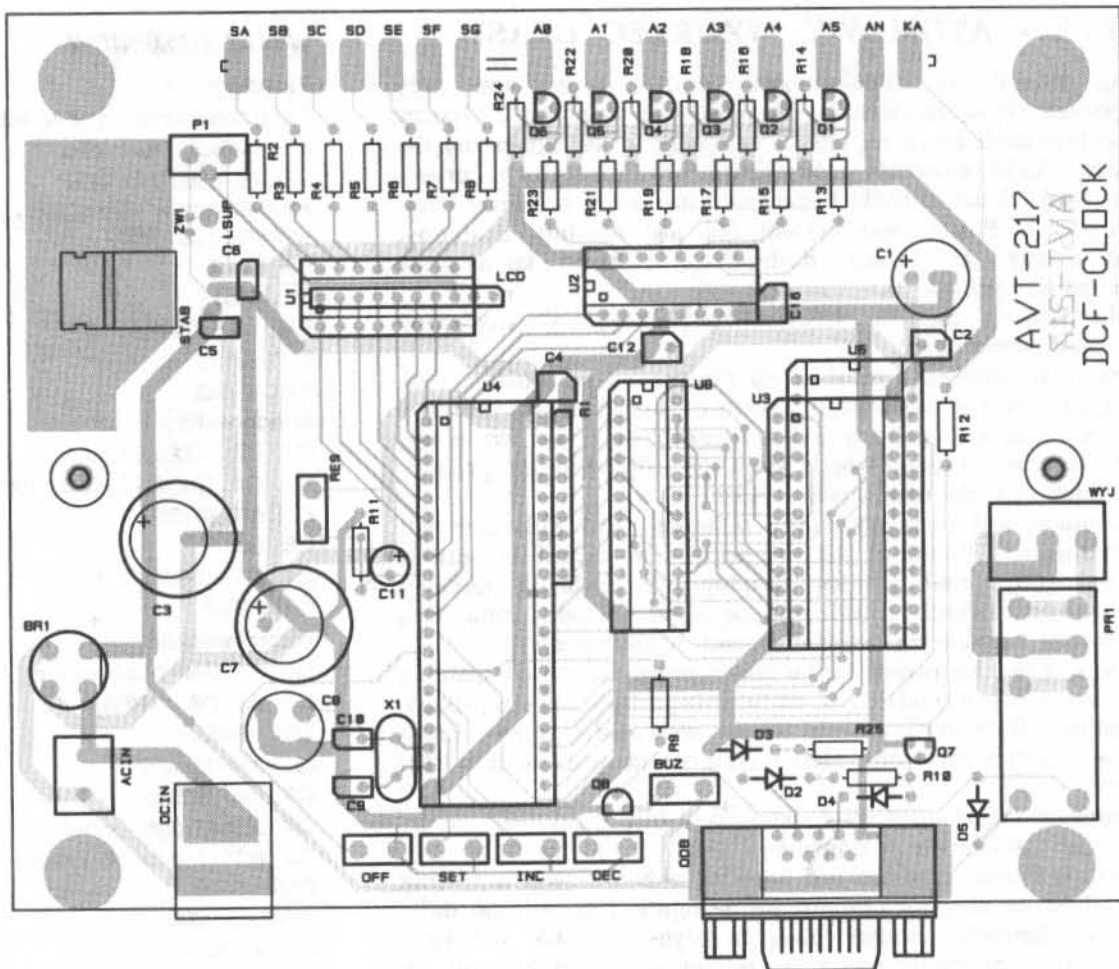 SA SB SC SD SE SF SG A0 A1 A2 A3 A4 A5 AN KA
R24 R22 R20 R18 R16 R14
Q6 Q5 Q4 Q3 Q2 Q1
P1
R2 R3 R4 R5 R6 R7 R8
R23 R21 R19 R17 R15 R13
ZW1 LSUP
C6
U1 LCD
U2
C1
C16
AVT-217
DCF-CLOCK
STAB
C5
C12
C2
C4
U4
R1
U8
U5
U3
R12
RES
R11
WYJ
C3
C11
BR1
C7
PR1
C8
C10 X1
R9
D3 R25
Q7
ACIN
DCIN
C9
Q8
BUZ
D2
R10
D4
D5
DDB
OFF SET INC DEC